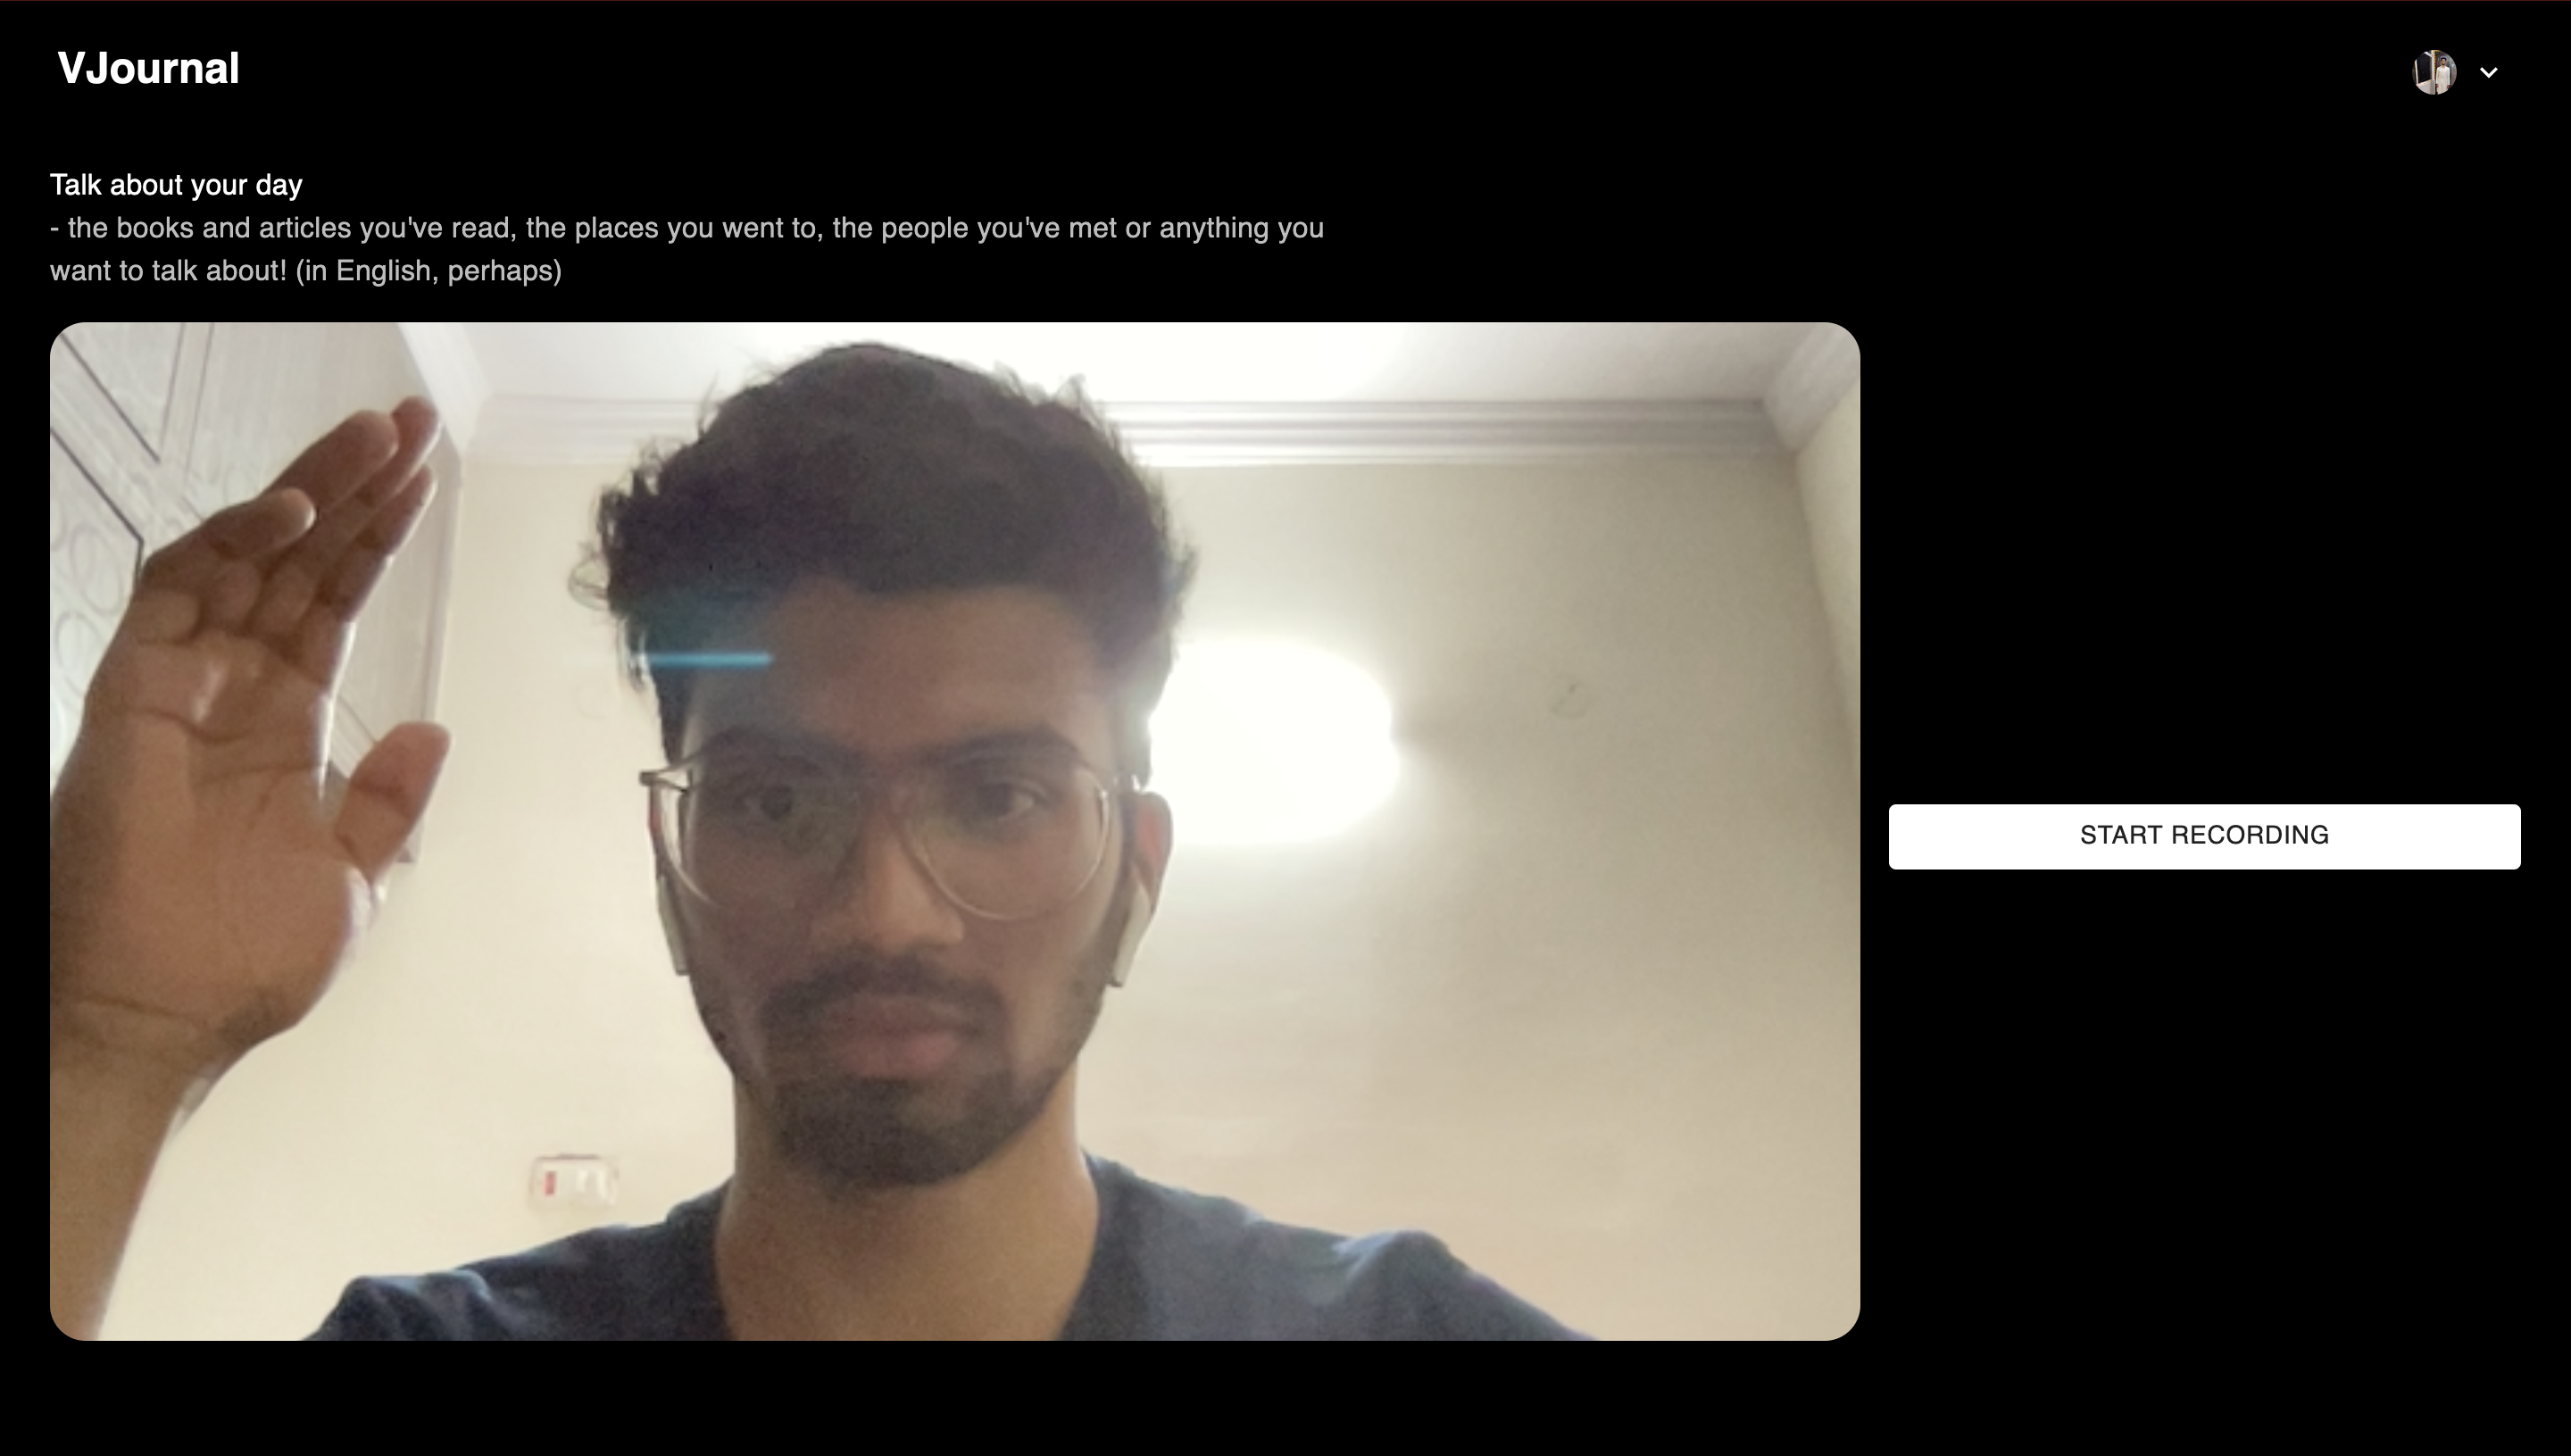 VJournal
Talk about your day
- the books and articles you've read, the places you went to, the people you've met or anything you
want to talk about! (in English, perhaps)
START RECORDING